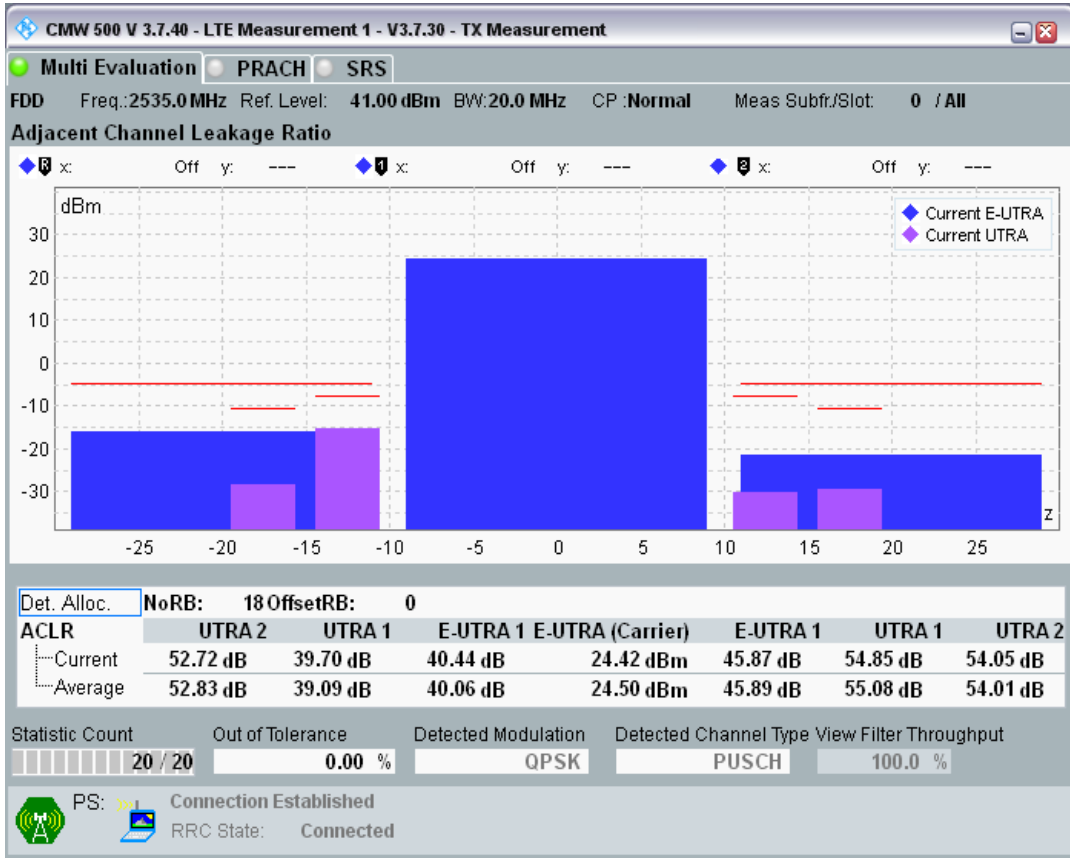 CMW 500 V 3.7.40 - LTE Measurement 1 - V3.7.30 - TX Measurement
Multi Evaluation PRACH SRS
FDD Freq.:2535.0 MHz Ref. Level: 41.00 dBm BW:20.0 MHz CP :Normal Meas Subfr./Slot: 0 / All
Adjacent Channel Leakage Ratio
R x: Off y: --- 1 x: Off y: --- 2 x: Off y: ---
dBm
Current E-UTRA
Current UTRA
30
20
10
0
-10
-20
-30
z
-25 -20 -15 -10 -5 0 5 10 15 20 25
Det. Alloc. NoRB: 18 OffsetRB: 0
ACLR UTRA 2 UTRA 1 E-UTRA 1 E-UTRA (Carrier) E-UTRA 1 UTRA 1 UTRA 2
Current 52.72 dB 39.70 dB 40.44 dB 24.42 dBm 45.87 dB 54.85 dB 54.05 dB
Average 52.83 dB 39.09 dB 40.06 dB 24.50 dBm 45.89 dB 55.08 dB 54.01 dB
Statistic Count Out of Tolerance Detected Modulation Detected Channel Type View Filter Throughput
20 / 20 0.00 % QPSK PUSCH 100.0 %
PS: Connection Established
RRC State: Connected